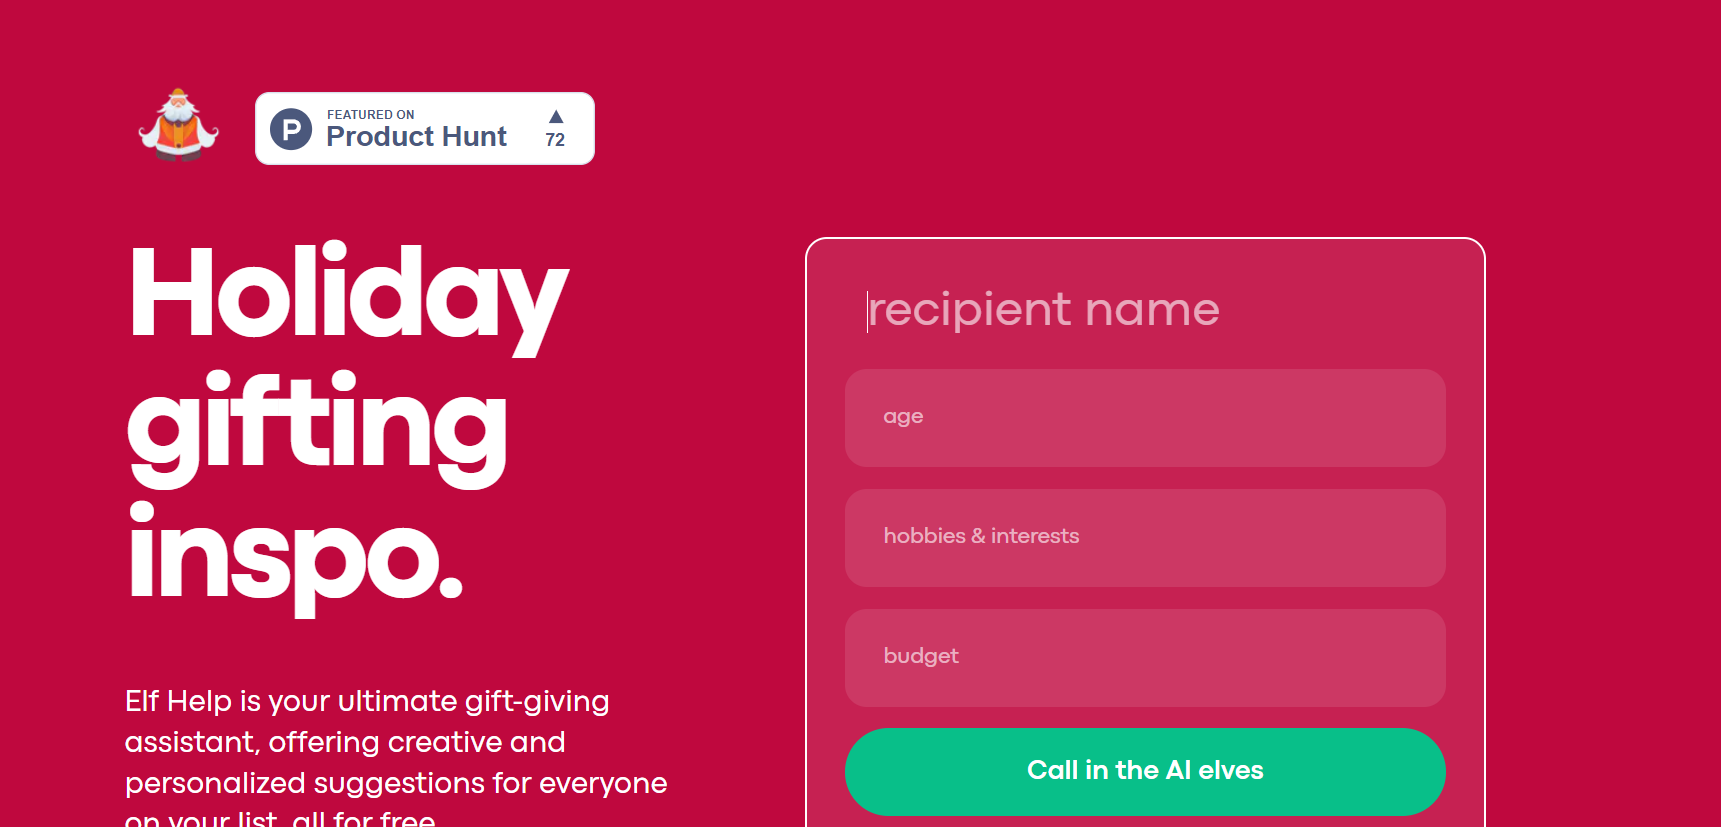 FEATURED ON
Product Hunt
72
Holiday
gifting
inspo.
Elf Help is your ultimate gift-giving
assistant, offering creative and
personalized suggestions for everyone
on your list, all for free.
recipient name
age
hobbies & interests
budget
Call in the AI elves